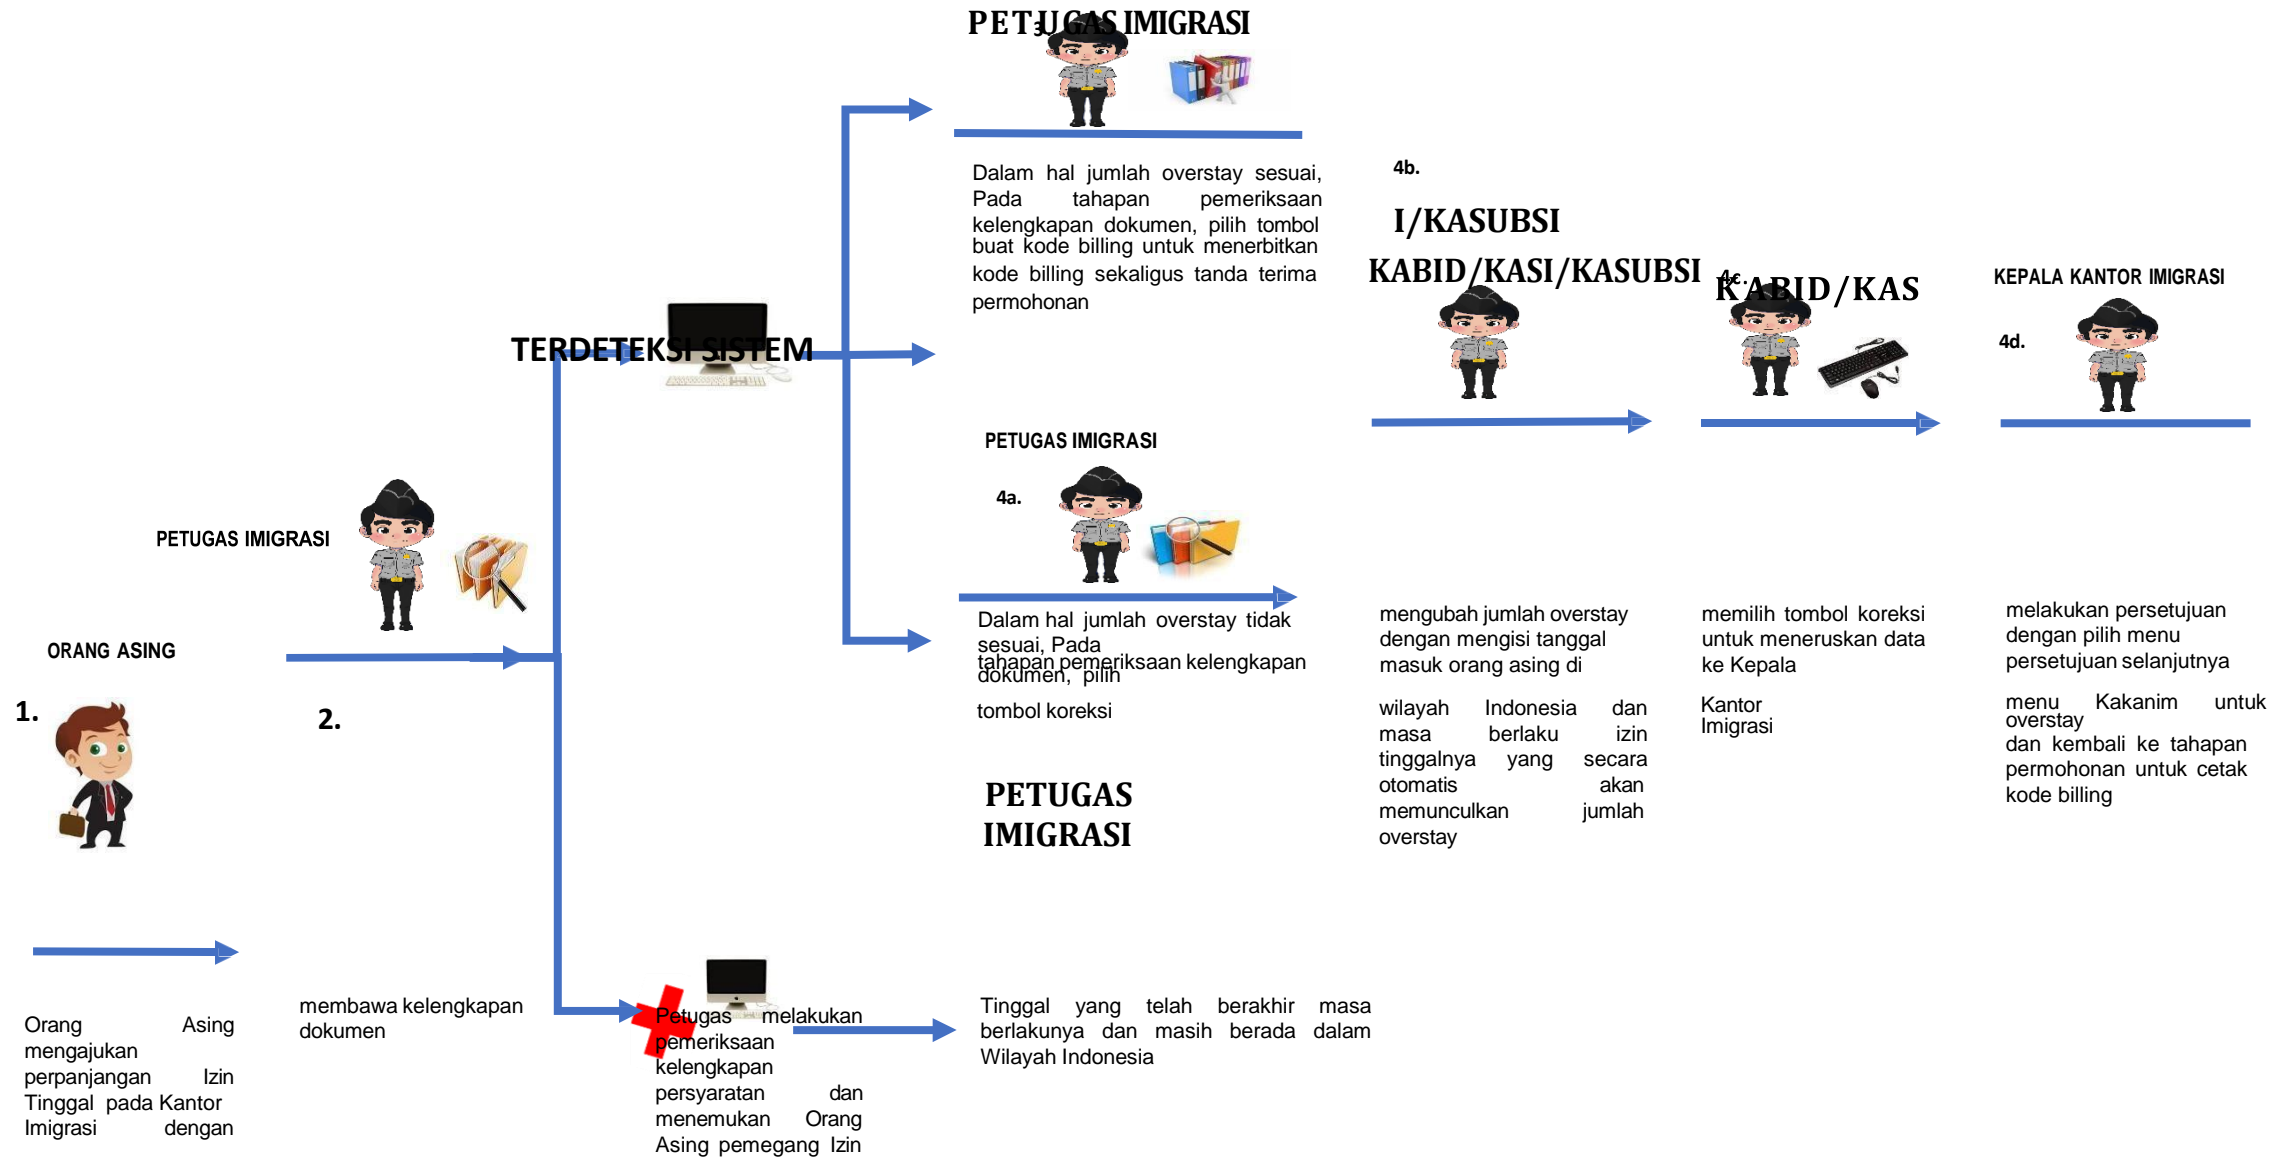 PETUGAS IMIGRASI
3.
Dalam hal jumlah overstay sesuai,
Pada tahapan pemeriksaan
kelengkapan dokumen, pilih tombol
buat kode billing untuk menerbitkan
kode billing sekaligus tanda terima
permohonan
4b.
I/KASUBSI
KABID/KASI/KASUBSI
4c.
KABID/KAS
KEPALA KANTOR IMIGRASI
4d.
TERDETEKSI SISTEM
PETUGAS IMIGRASI
4a.
PETUGAS IMIGRASI
ORANG ASING
1.
2.
Dalam hal jumlah overstay tidak
sesuai, Pada
tahapan pemeriksaan kelengkapan
dokumen, pilih
tombol koreksi
mengubah jumlah overstay
dengan mengisi tanggal
masuk orang asing di
wilayah Indonesia dan
masa berlaku izin
tinggalnya yang secara
otomatis akan
memunculkan jumlah
overstay
memilih tombol koreksi
untuk meneruskan data
ke Kepala
Kantor
Imigrasi
melakukan persetujuan
dengan pilih menu
persetujuan selanjutnya
menu Kakanim untuk
overstay
dan kembali ke tahapan
permohonan untuk cetak
kode billing
PETUGAS
IMIGRASI
Orang Asing
mengajukan
perpanjangan Izin
Tinggal pada Kantor
Imigrasi dengan
membawa kelengkapan
dokumen
Petugas melakukan
pemeriksaan
kelengkapan
persyaratan dan
menemukan Orang
Asing pemegang Izin
Tinggal yang telah berakhir masa
berlakunya dan masih berada dalam
Wilayah Indonesia